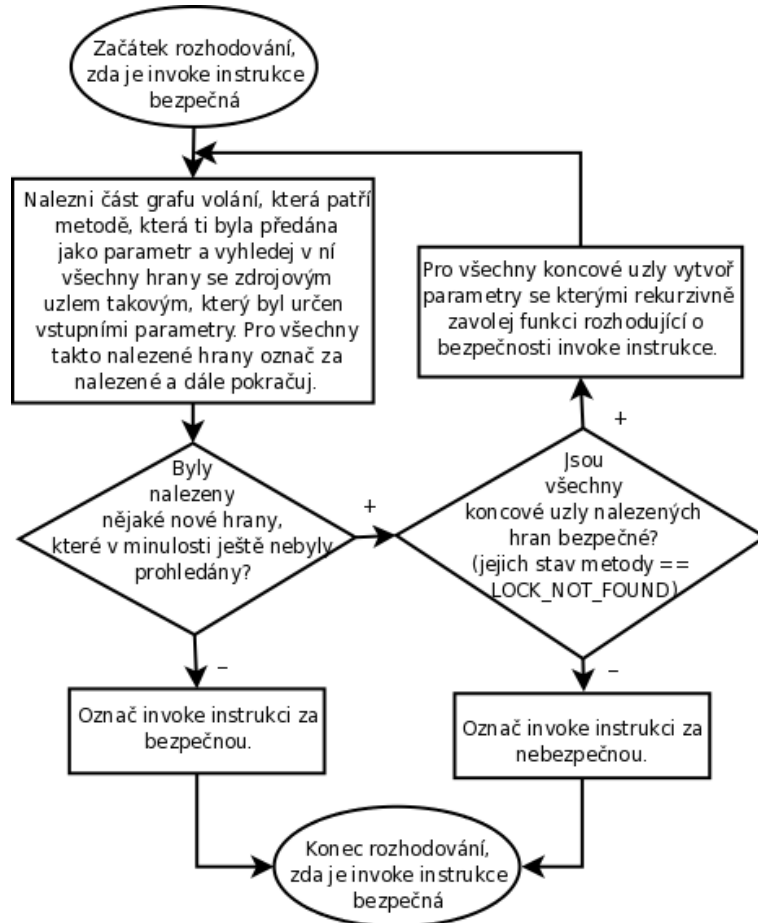 Začátek rozhodování,
zda je invoke instrukce
bezpečná
Nalezni část grafu volání, která patří
metodě, která ti byla předána
jako parametr a vyhledej v ní
všechny hrany se zdrojovým
uzlem takovým, který byl určen
vstupními parametry. Pro všechny
takto nalezené hrany označ za
nalezené a dále pokračuj.
Pro všechny koncové uzly vytvoř
parametry se kterými rekurzivně
zavolej funkci rozhodující o
bezpečnosti invoke instrukce.
+
Byly
nalezeny
nějaké nové hrany,
které v minulosti ještě nebyly
prohledány?
+
Jsou
všechny
koncové uzly nalezených
hran bezpečné?
(jejich stav metody ==
LOCK_NOT_FOUND)
–
–
Označ invoke instrukci za
bezpečnou.
Označ invoke instrukci za
nebezpečnou.
Konec rozhodování,
zda je invoke instrukce
bezpečná